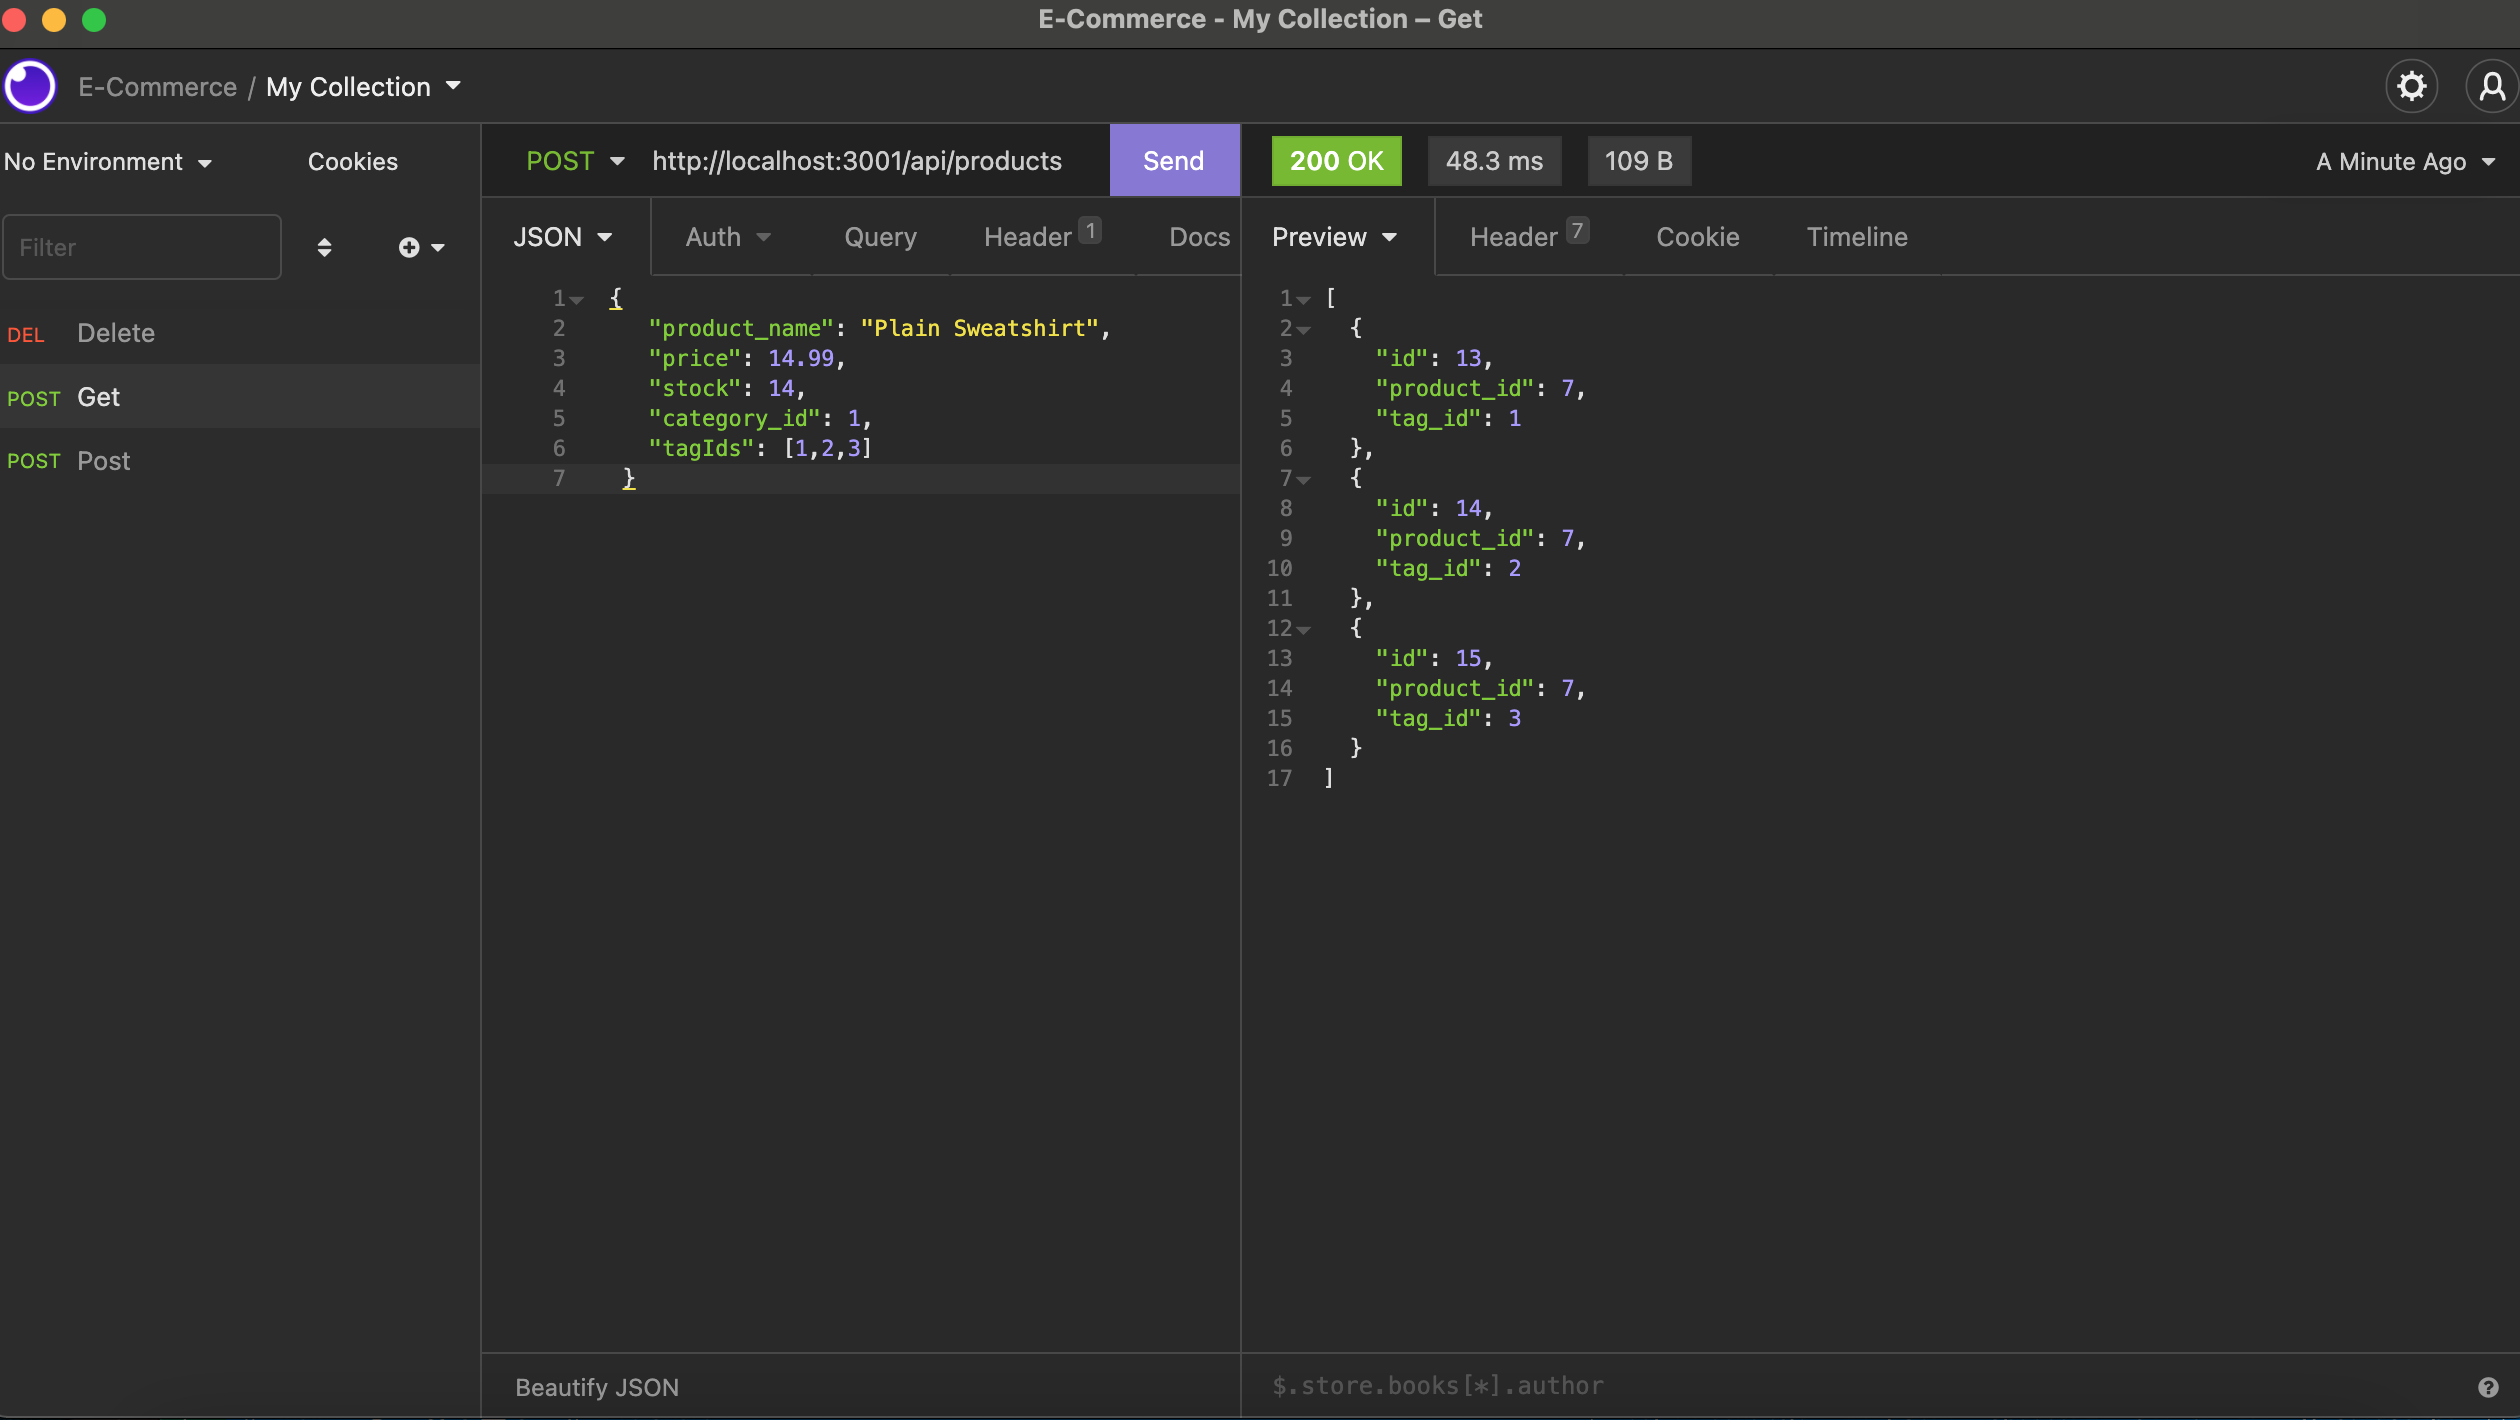 E-Commerce - My Collection – Get
E-Commerce / My Collection
No Environment Cookies
Filter
DEL Delete
POST Get
POST Post
POST http://localhost:3001/api/products Send
JSON Auth Query Header 1 Docs
1 {
2 "product_name": "Plain Sweatshirt",
3 "price": 14.99,
4 "stock": 14,
5 "category_id": 1,
6 "tagIds": [1,2,3]
7 }
Beautify JSON
200 OK 48.3 ms 109 B A Minute Ago
Preview Header 7 Cookie Timeline
1 [
2 {
3 "id": 13,
4 "product_id": 7,
5 "tag_id": 1
6 },
7 {
8 "id": 14,
9 "product_id": 7,
10 "tag_id": 2
11 },
12 {
13 "id": 15,
14 "product_id": 7,
15 "tag_id": 3
16 }
17 ]
$.store.books[*].author